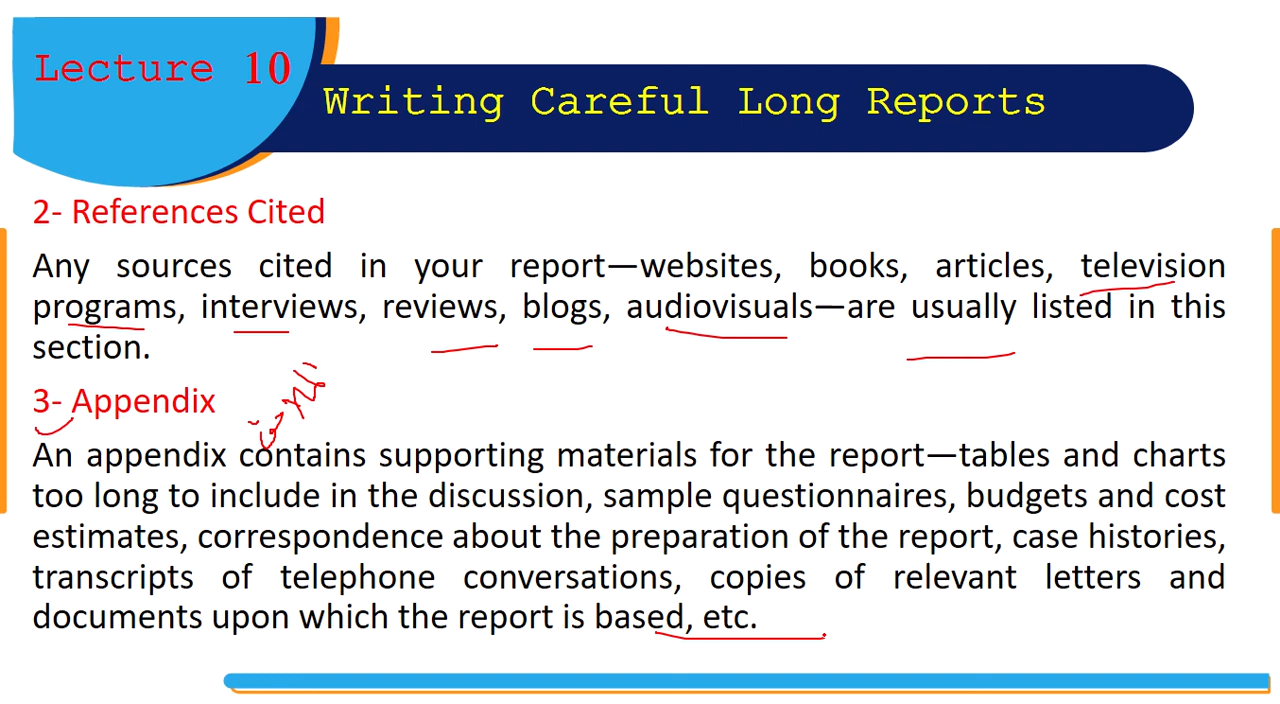 Lecture 10
Writing Careful Long Reports
2- References Cited
Any sources cited in your report—websites, books, articles, television
programs, interviews, reviews, blogs, audiovisuals—are usually listed in this
section.
3- Appendix
An appendix contains supporting materials for the report—tables and charts
too long to include in the discussion, sample questionnaires, budgets and cost
estimates, correspondence about the preparation of the report, case histories,
transcripts of telephone conversations, copies of relevant letters and
documents upon which the report is based, etc.